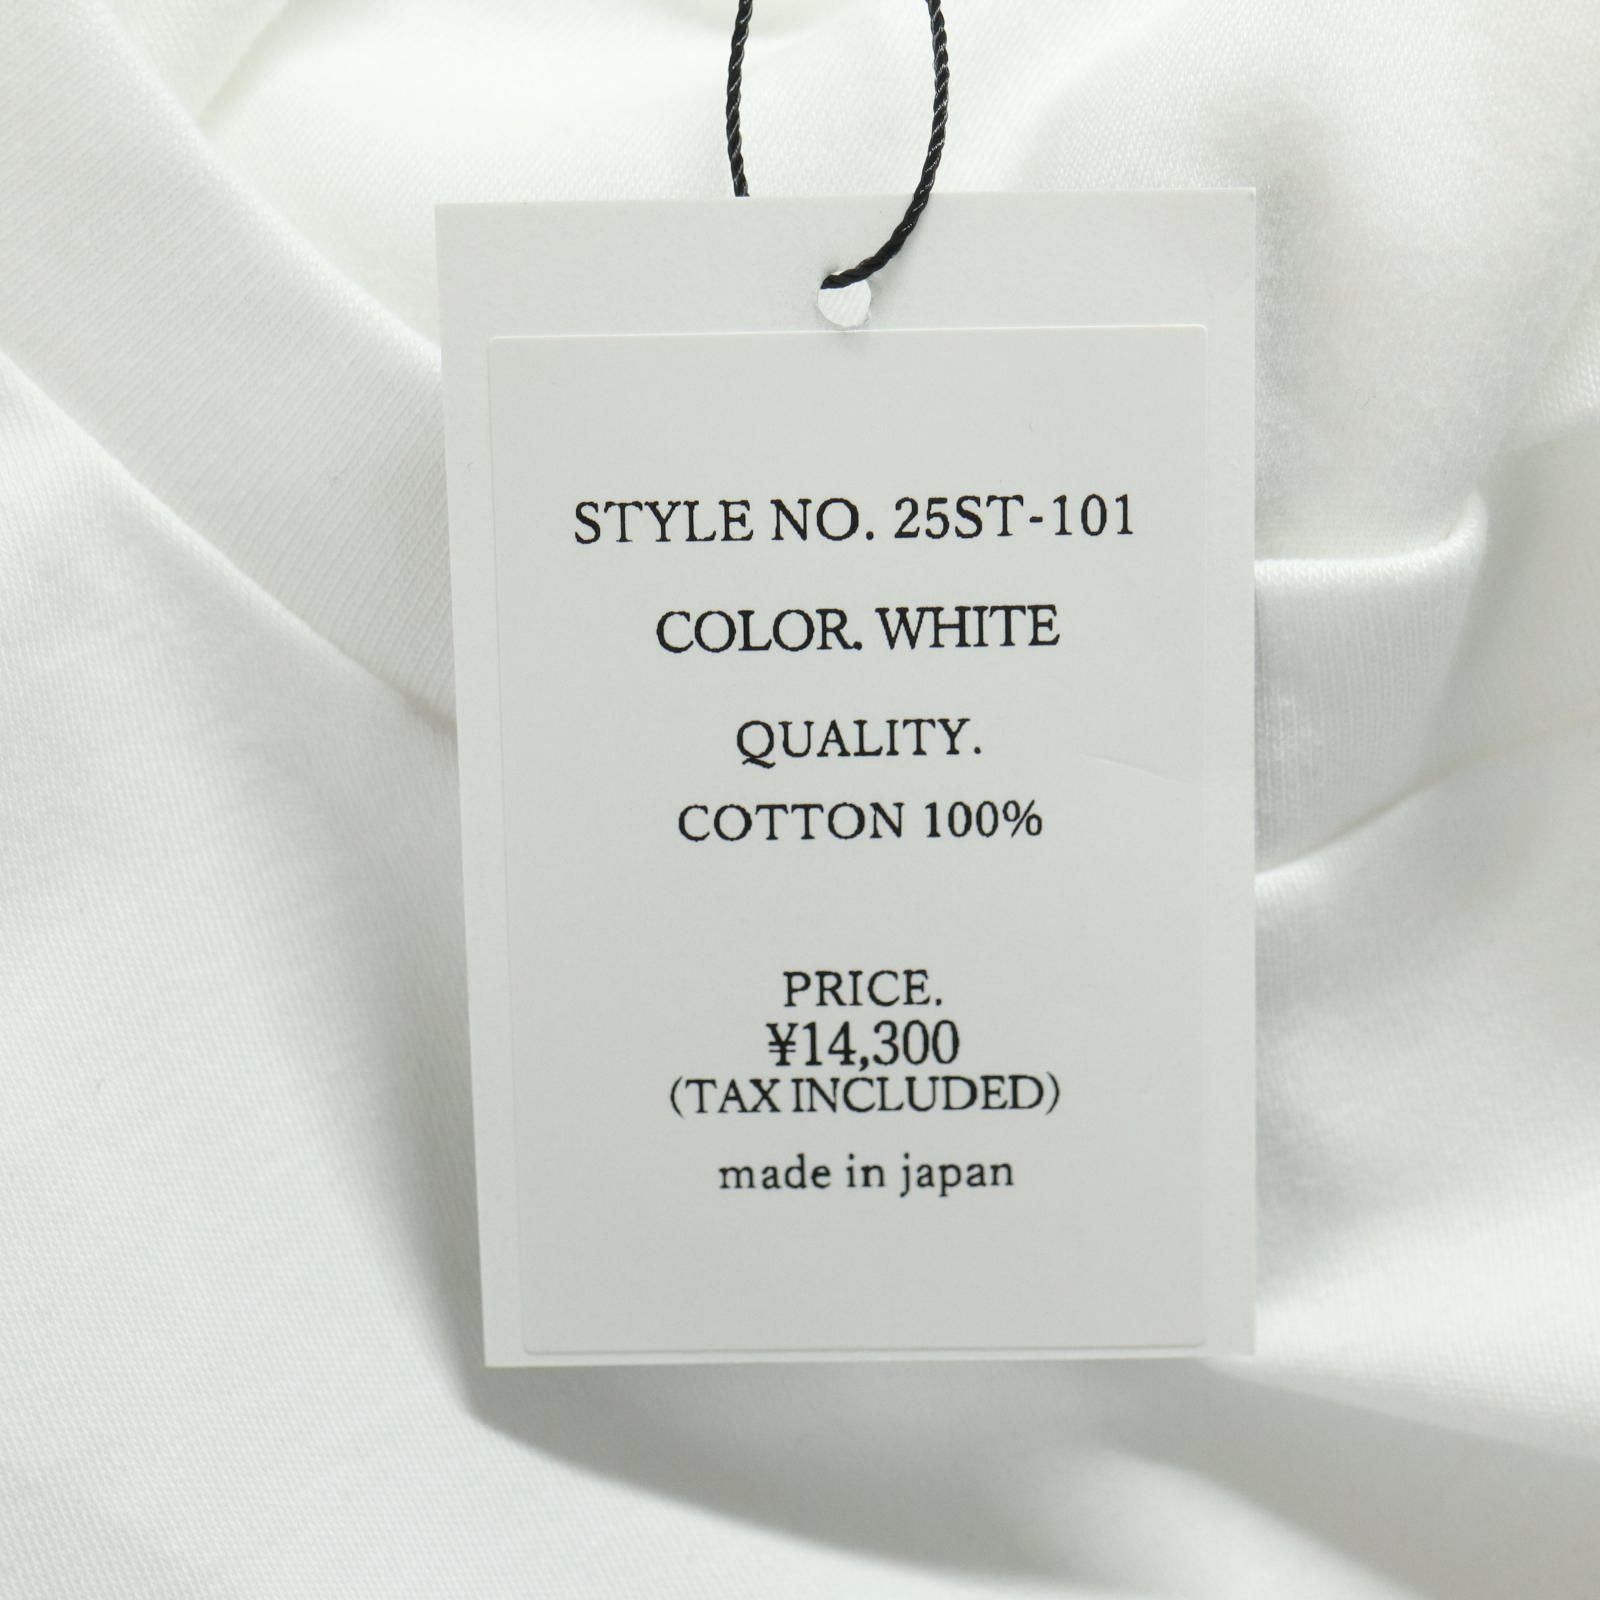 STYLE NO. 25ST-101
COLOR. WHITE
QUALITY.
COTTON 100%
PRICE.
¥14,300
(TAX INCLUDED)
made in japan